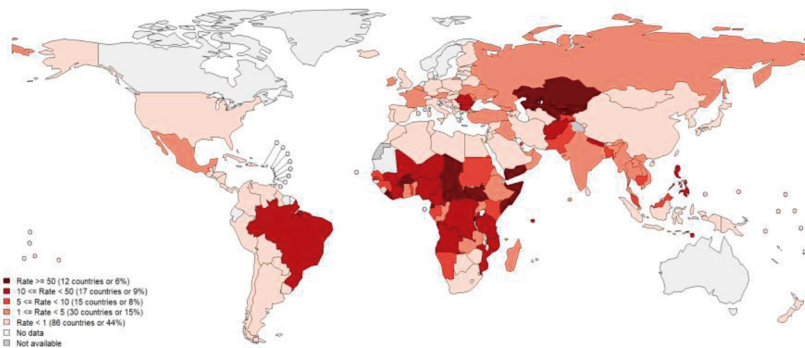 Rate >= 50 (12 countries or 6%)
10 <= Rate < 50 (17 countries or 9%)
5 <= Rate < 10 (15 countries or 8%)
1 <= Rate < 5 (30 countries or 15%)
Rate < 1 (86 countries or 44%)
No data
Not available